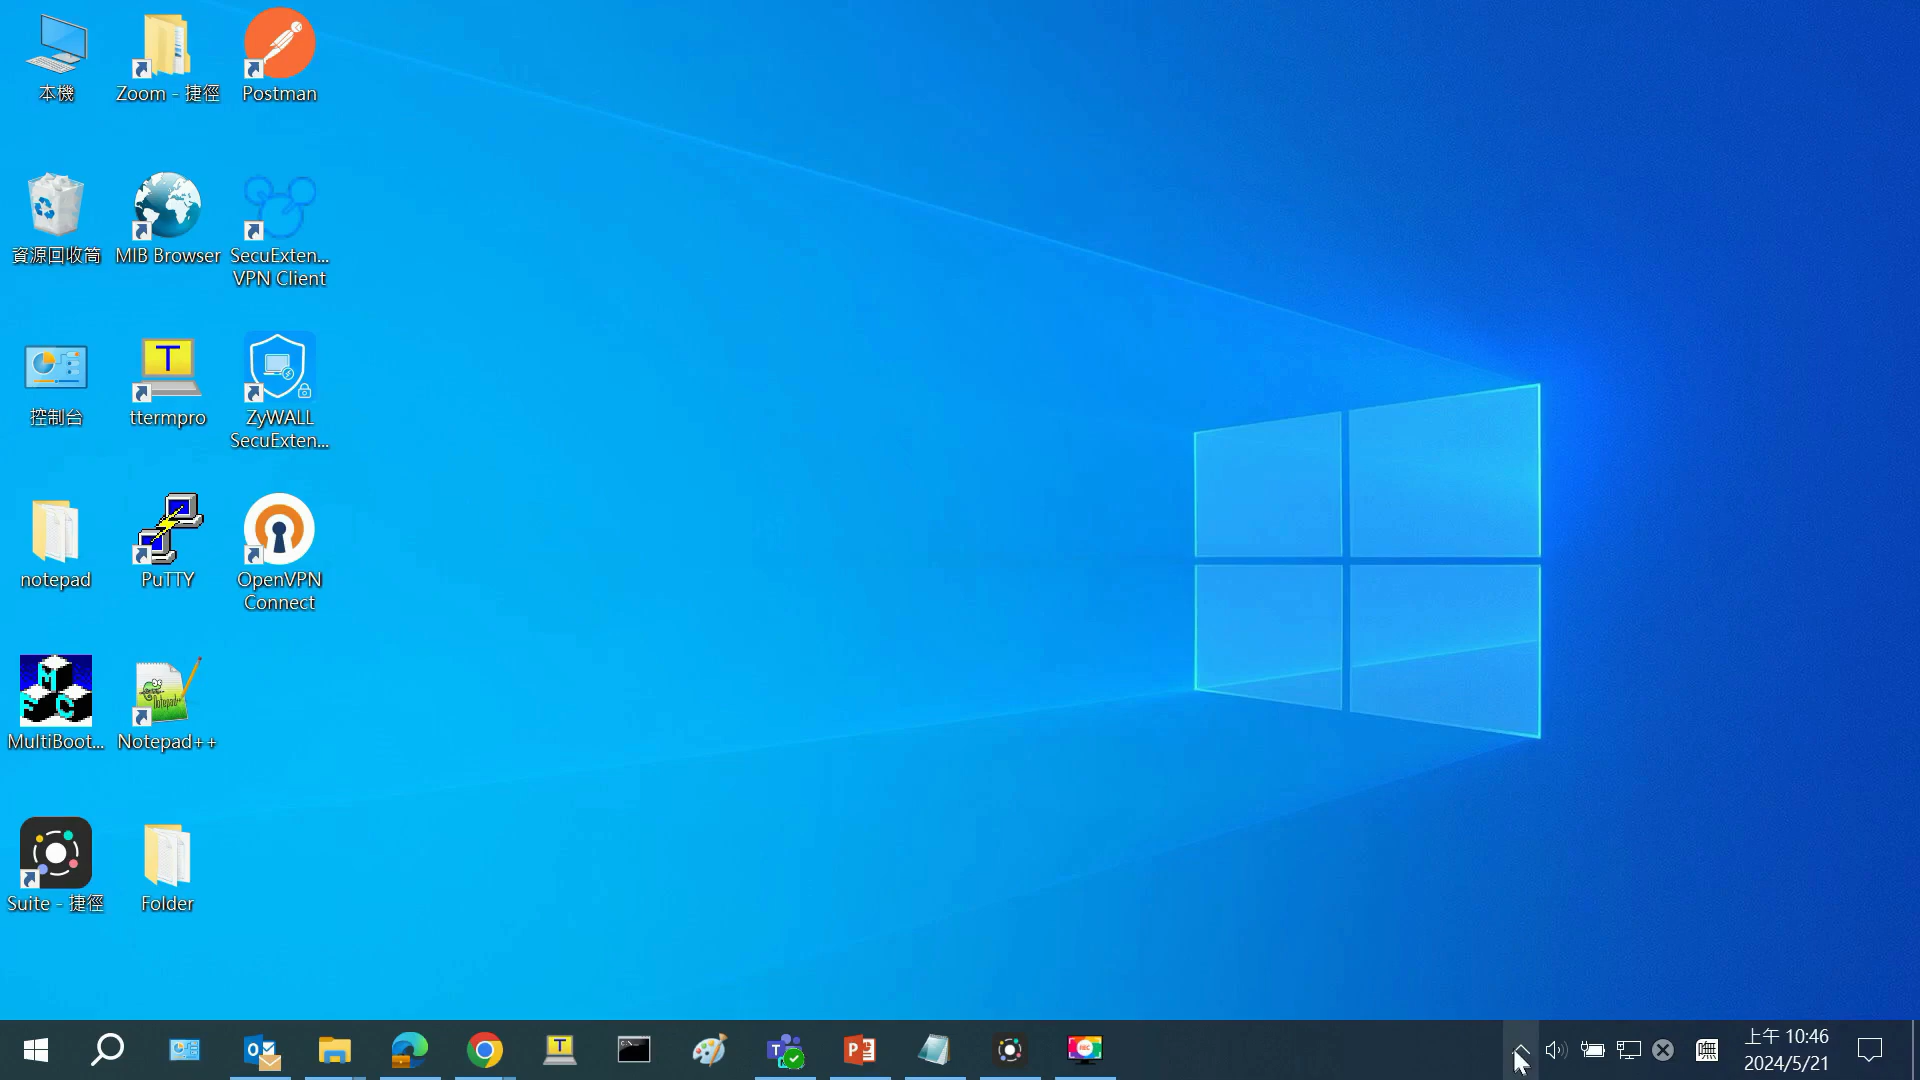 本機
Zoom - 捷徑
Postman
資源回收筒
MIB Browser
SecuExten...
VPN Client
控制台
ttermpro
ZyWALL
SecuExten...
notepad
PuTTY
OpenVPN
Connect
MultiBoot...
Notepad++
Suite - 捷徑
Folder
上午 10:46
2024/5/21